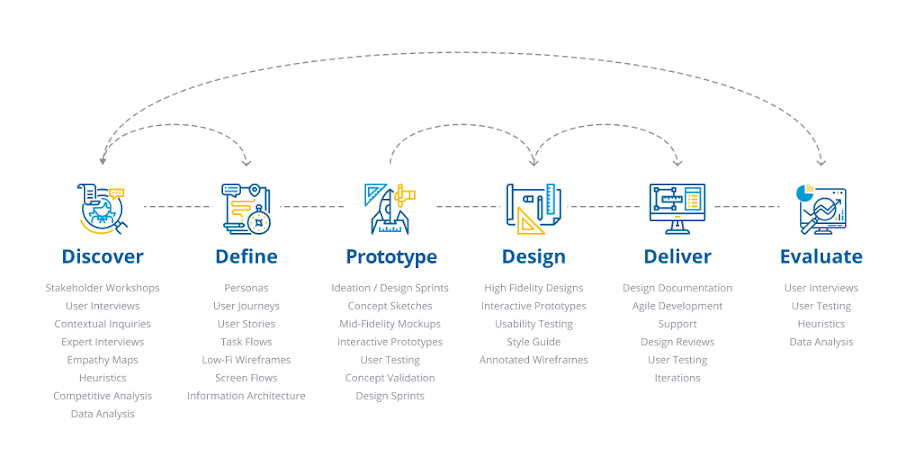 Discover
Stakeholder Workshops
User Interviews
Contextual Inquiries
Expert Interviews
Empathy Maps
Heuristics
Competitive Analysis
Data Analysis
Define
Personas
User Journeys
User Stories
Task Flows
Low-Fi Wireframes
Screen Flows
Information Architecture
Prototype
Ideation / Design Sprints
Concept Sketches
Mid-Fidelity Mockups
Interactive Prototypes
User Testing
Concept Validation
Design Sprints
Design
High Fidelity Designs
Interactive Prototypes
Usability Testing
Style Guide
Annotated Wireframes
Deliver
Design Documentation
Agile Development
Support
Design Reviews
User Testing
Iterations
Evaluate
User Interviews
User Testing
Heuristics
Data Analysis